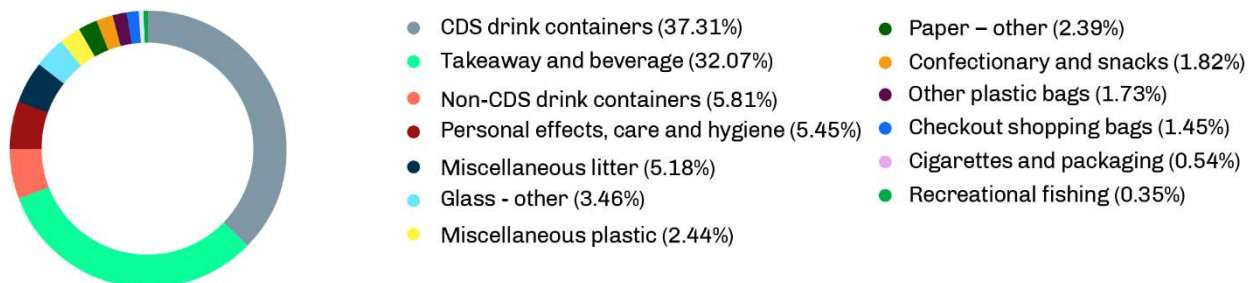 CDS drink containers (37.31%)
Takeaway and beverage (32.07%)
Non-CDS drink containers (5.81%)
Personal effects, care and hygiene (5.45%)
Miscellaneous litter (5.18%)
Glass - other (3.46%)
Miscellaneous plastic (2.44%)
Paper – other (2.39%)
Confectionary and snacks (1.82%)
Other plastic bags (1.73%)
Checkout shopping bags (1.45%)
Cigarettes and packaging (0.54%)
Recreational fishing (0.35%)